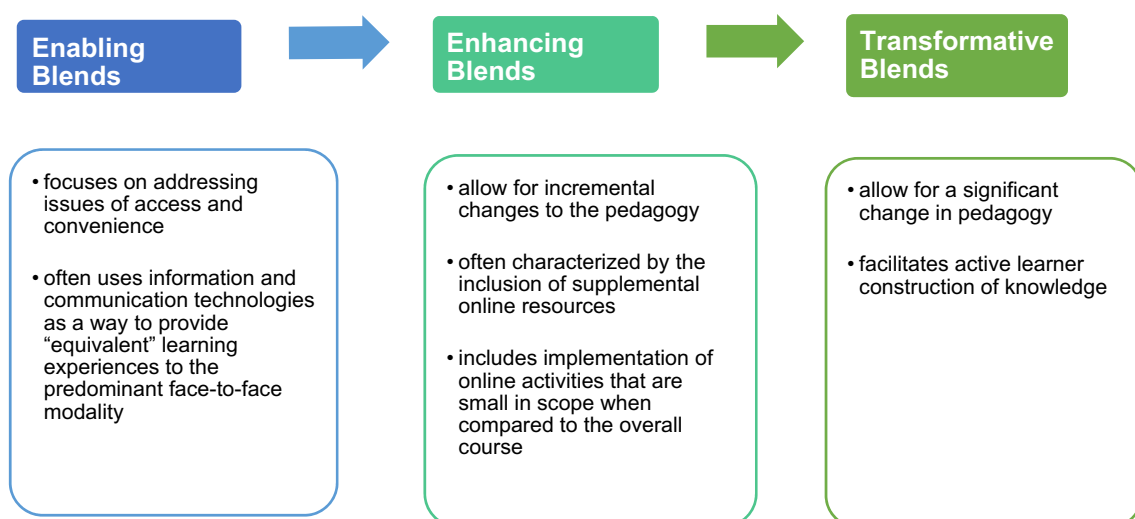 Enabling
Blends
Enhancing
Blends
Transformative
Blends
• focuses on addressing
issues of access and
convenience
• often uses information and
communication technologies
as a way to provide
“equivalent” learning
experiences to the
predominant face-to-face
modality
• allow for incremental
changes to the pedagogy
• often characterized by the
inclusion of supplemental
online resources
• includes implementation of
online activities that are
small in scope when
compared to the overall
course
• allow for a significant
change in pedagogy
• facilitates active learner
construction of knowledge